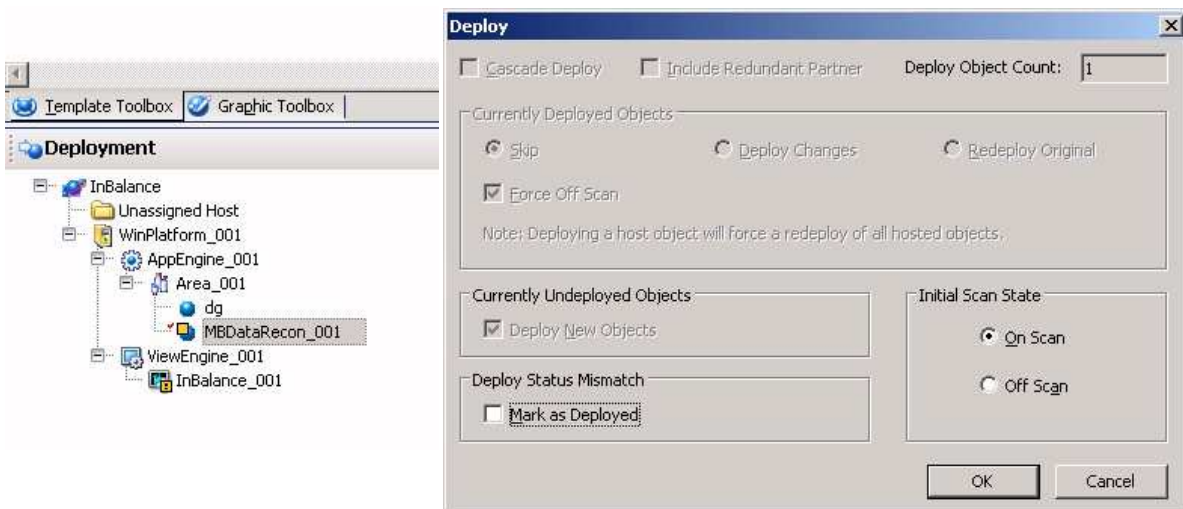 Template Toolbox
Graphic Toolbox
Deployment
InBalance
Unassigned Host
WinPlatform_001
AppEngine_001
Area_001
dg
MBDataRecon_001
ViewEngine_001
InBalance_001
Deploy
Cascade Deploy
Include Redundant Partner
Deploy Object Count: 1
Currently Deployed Objects
Skip
Deploy Changes
Redeploy Original
Force Off Scan
Note: Deploying a host object will force a redeploy of all hosted objects.
Currently Undeployed Objects
Deploy New Objects
Initial Scan State
On Scan
Off Scan
Deploy Status Mismatch
Mark as Deployed
OK
Cancel